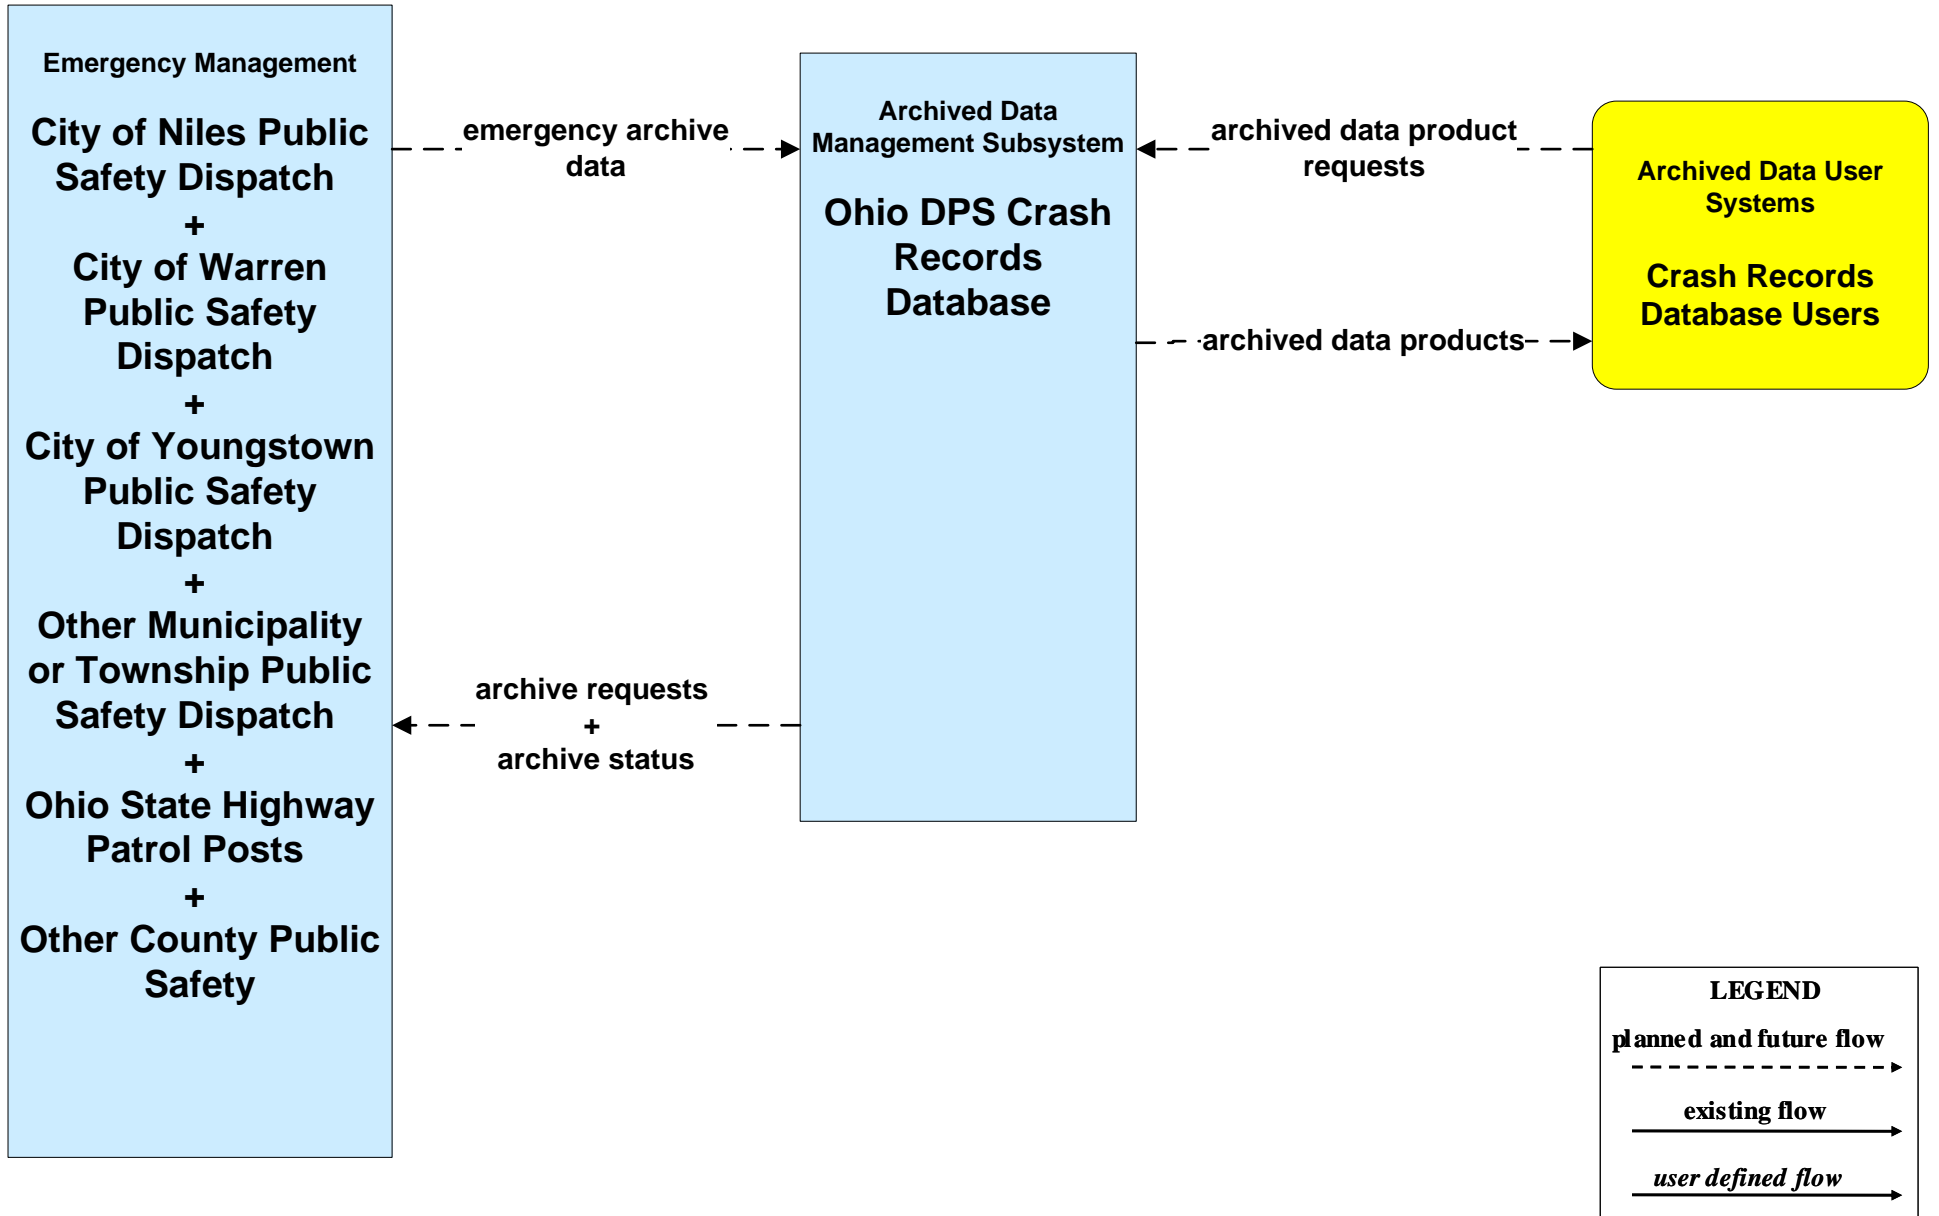 Emergency Management
City of Niles Public
Safety Dispatch
+
City of Warren
Public Safety
Dispatch
+
City of Youngstown
Public Safety
Dispatch
+
Other Municipality
or Township Public
Safety Dispatch
+
Ohio State Highway
Patrol Posts
+
Other County Public
Safety
emergency archive
data
archive requests
+
archive status
Archived Data
Management Subsystem
Ohio DPS Crash
Records
Database
archived data product
requests
archived data products
Archived Data User
Systems
Crash Records
Database Users
LEGEND
planned and future flow
existing flow
user defined flow